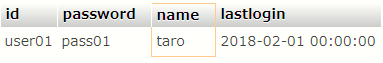 id password name lastlogin
user01 pass01 taro 2018-02-01 00:00:00